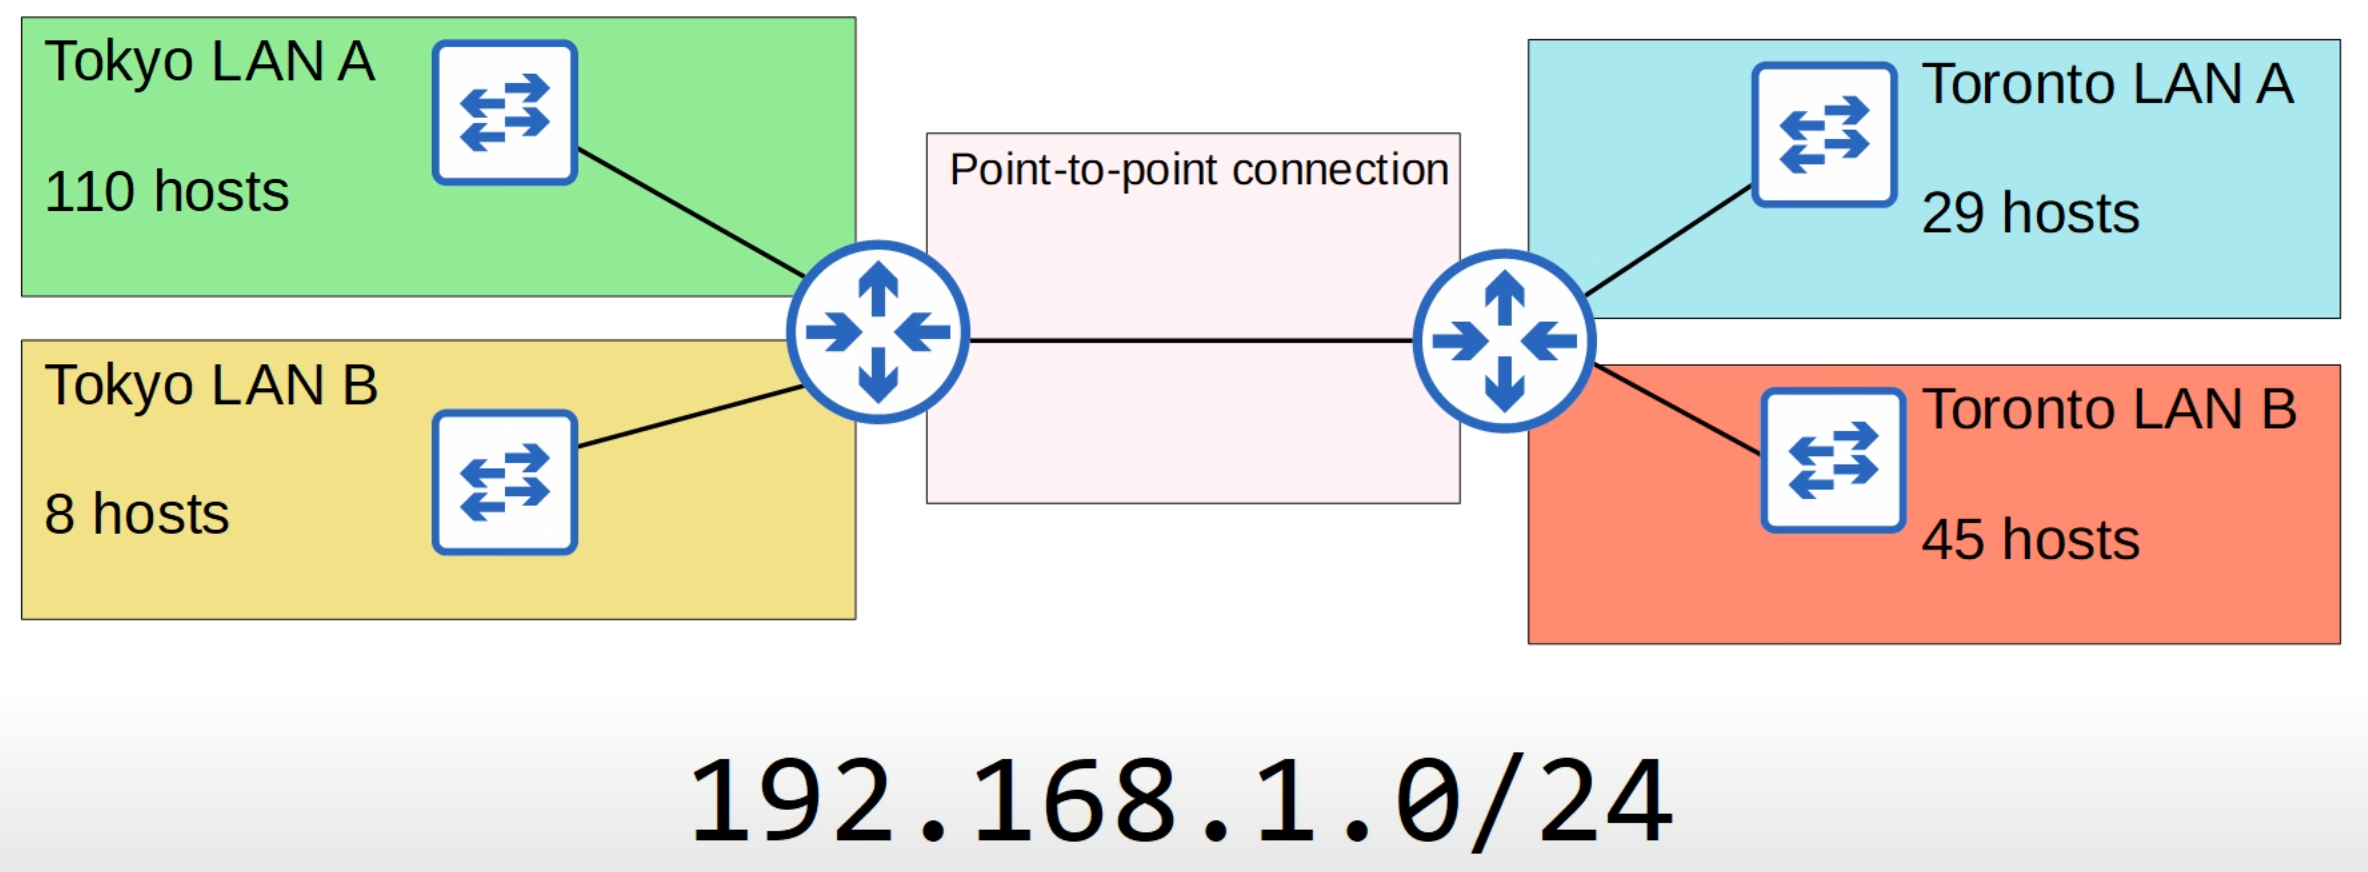 Tokyo LAN A
110 hosts
Tokyo LAN B
8 hosts
Point-to-point connection
Toronto LAN A
29 hosts
Toronto LAN B
45 hosts
192.168.1.0/24